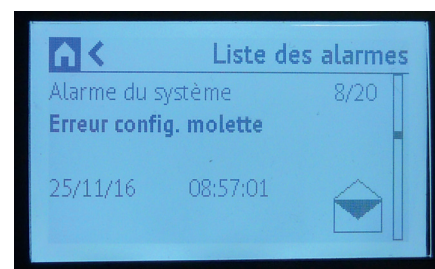 Liste des alarmes
Alarme du système 8/20
Erreur config. molette
25/11/16 08:57:01